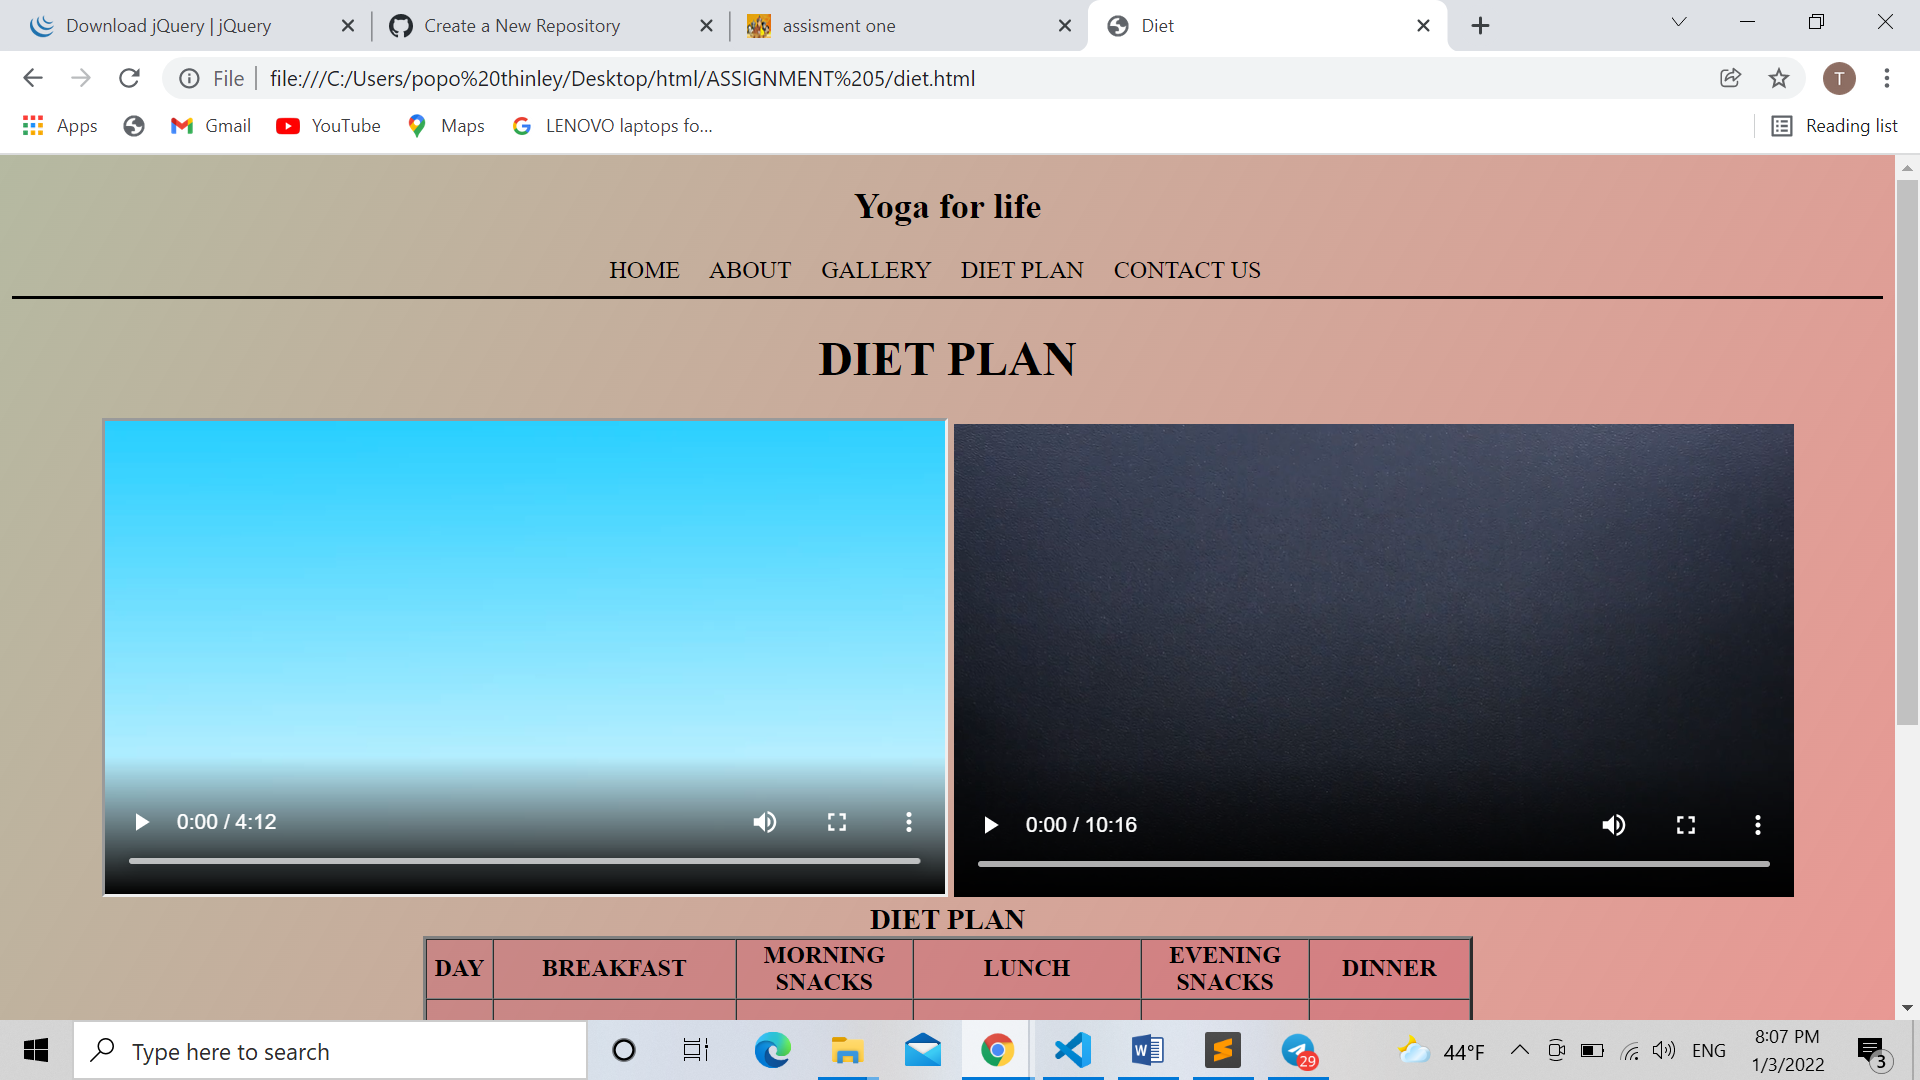 Download jQuery | jQuery
Create a New Repository
assisment one
Diet
File
file:///C:/Users/popo%20thinley/Desktop/html/ASSIGNMENT%205/diet.html
T
Apps
Gmail
YouTube
Maps
G
LENOVO laptops fo...
Reading list
Yoga for life
HOME ABOUT GALLERY DIET PLAN CONTACT US
DIET PLAN
0:00 / 4:12
0:00 / 10:16
DIET PLAN
DAY BREAKFAST MORNING SNACKS LUNCH EVENING SNACKS DINNER
Type here to search
W
S
29
44°F
ENG
8:07 PM
1/3/2022
3